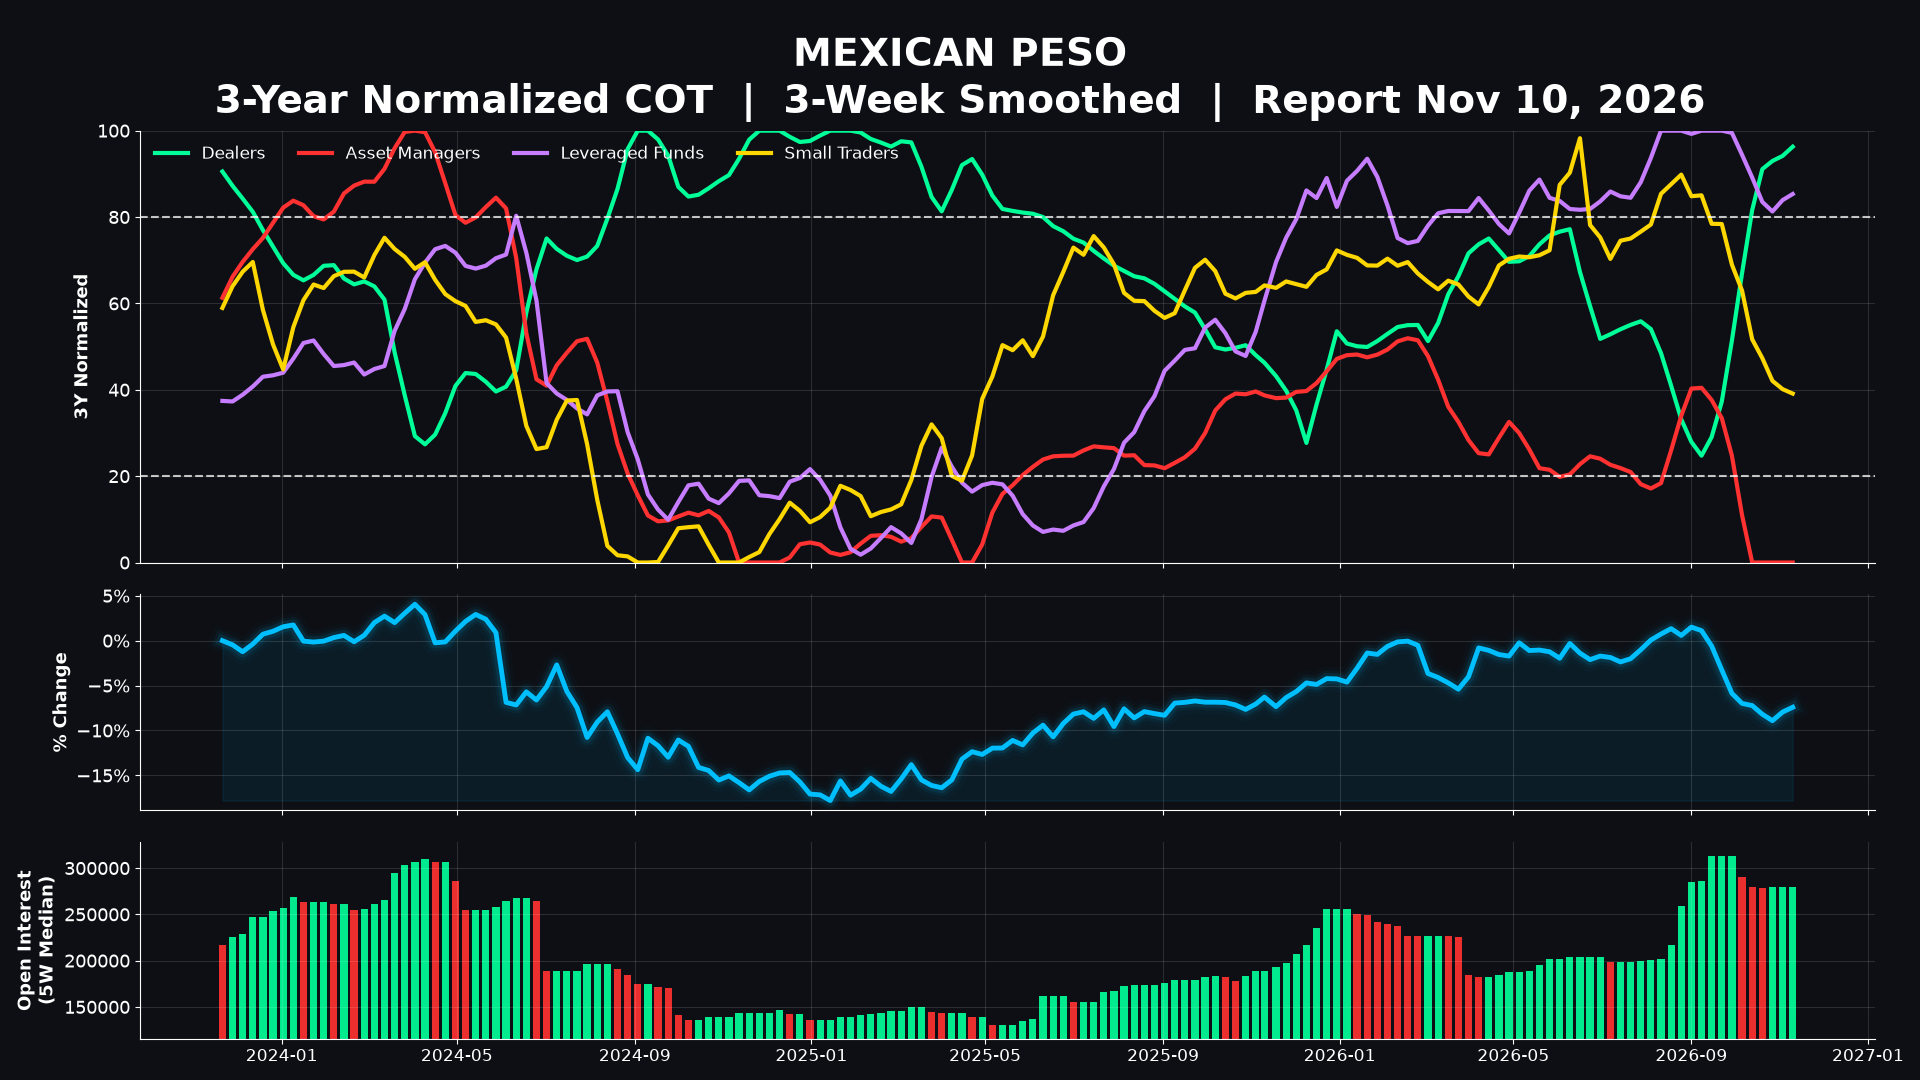 MEXICAN PESO
3-Year Normalized COT | 3-Week Smoothed | Report Nov 10, 2026
Dealers
Asset Managers
Leveraged Funds
Small Traders
3Y Normalized
100
80
60
40
20
0
% Change
5%
0%
−5%
−10%
−15%
Open Interest
(5W Median)
300000
250000
200000
150000
2024-01
2024-05
2024-09
2025-01
2025-05
2025-09
2026-01
2026-05
2026-09
2027-01